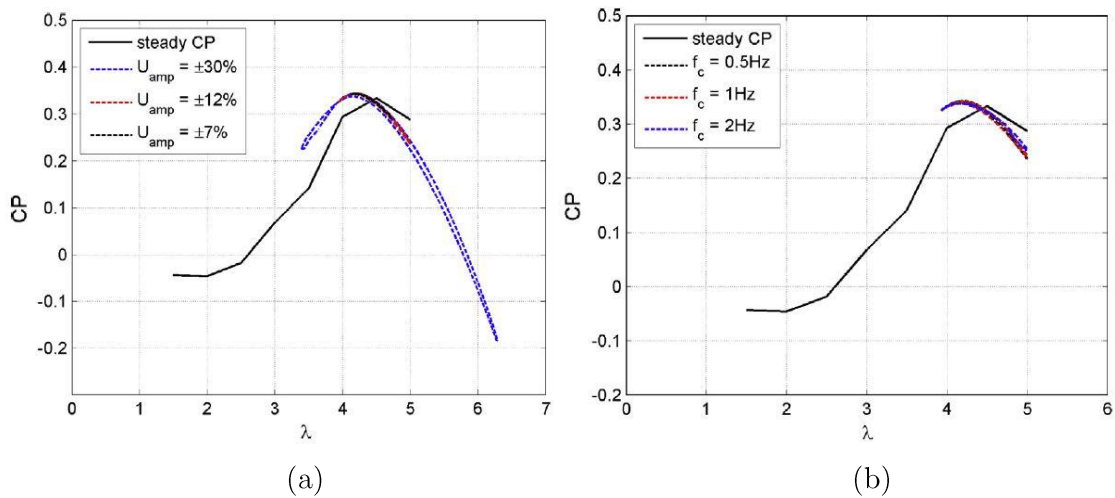 0.5
0.4
0.3
0.2
0.1
0
-0.1
-0.2
CP
steady CP
U_amp = ±30%
U_amp = ±12%
U_amp = ±7%
0 1 2 3 4 5 6 7
λ
(a)
0.5
0.4
0.3
0.2
0.1
0
-0.1
-0.2
CP
steady CP
f_c = 0.5Hz
f_c = 1Hz
f_c = 2Hz
0 1 2 3 4 5 6
λ
(b)